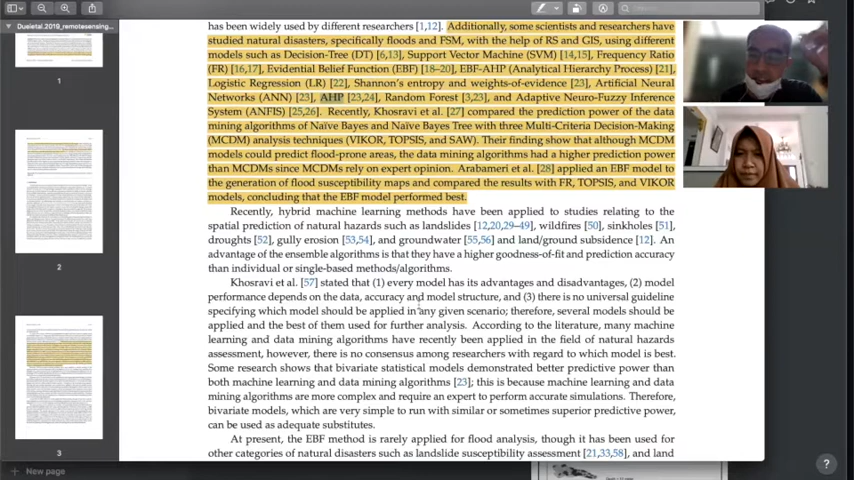 Dueietal.2019_remotesensing...
1
2
3
New page
has been widely used by different researchers [1,12]. Additionally, some scientists and researchers have
studied natural disasters, specifically floods and FSM, with the help of RS and GIS, using different
models such as Decision-Tree (DT) [6,13], Support Vector Machine (SVM) [14,15], Frequency Ratio
(FR) [16,17], Evidential Belief Function (EBF) [18–20], EBF-AHP (Analytical Hierarchy Process) [21],
Logistic Regression (LR) [22], Shannon's entropy and weights-of-evidence [23], Artificial Neural
Networks (ANN) [23], AHP [23,24], Random Forest [3,23], and Adaptive Neuro-Fuzzy Inference
System (ANFIS) [25,26]. Recently, Khosravi et al. [27] compared the prediction power of the data
mining algorithms of Naïve Bayes and Naïve Bayes Tree with three Multi-Criteria Decision-Making
(MCDM) analysis techniques (VIKOR, TOPSIS, and SAW). Their finding show that although MCDM
models could predict flood-prone areas, the data mining algorithms had a higher prediction power
than MCDMs since MCDMs rely on expert opinion. Arabameri et al. [28] applied an EBF model to
the generation of flood susceptibility maps and compared the results with FR, TOPSIS, and VIKOR
models, concluding that the EBF model performed best.
Recently, hybrid machine learning methods have been applied to studies relating to the
spatial prediction of natural hazards such as landslides [12,20,29–49], wildfires [50], sinkholes [51],
droughts [52], gully erosion [53,54], and groundwater [55,56] and land/ground subsidence [12]. An
advantage of the ensemble algorithms is that they have a higher goodness-of-fit and prediction accuracy
than individual or single-based methods/algorithms.
Khosravi et al. [57] stated that (1) every model has its advantages and disadvantages, (2) model
performance depends on the data, accuracy and model structure, and (3) there is no universal guideline
specifying which model should be applied in any given scenario; therefore, several models should be
applied and the best of them used for further analysis. According to the literature, many machine
learning and data mining algorithms have recently been applied in the field of natural hazards
assessment, however, there is no consensus among researchers with regard to which model is best.
Some research shows that bivariate statistical models demonstrated better predictive power than
both machine learning and data mining algorithms [23]; this is because machine learning and data
mining algorithms are more complex and require an expert to perform accurate simulations. Therefore,
bivariate models, which are very simple to run with similar or sometimes superior predictive power,
can be used as adequate substitutes.
At present, the EBF method is rarely applied for flood analysis, though it has been used for
other categories of natural disasters such as landslide susceptibility assessment [21,33,58], and land
?